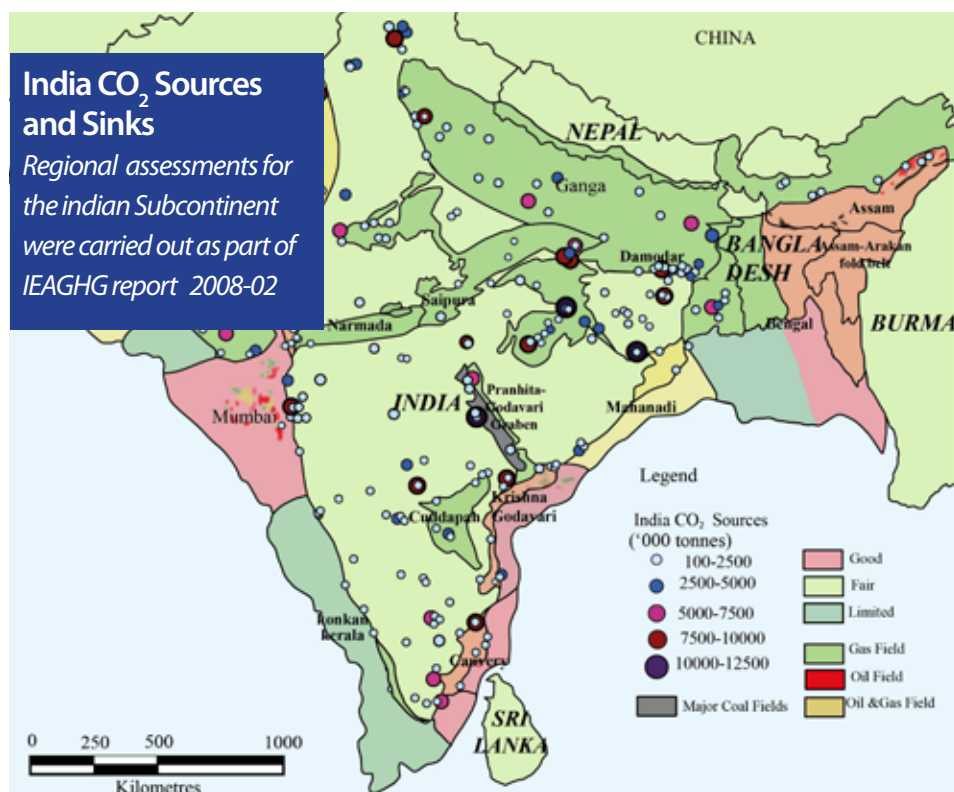 India CO₂ Sources
and Sinks
Regional assessments for
the indian Subcontinent
were carried out as part of
IEAGHG report 2008-02
CHINA
NEPAL
Ganga
Assam
BANGLA
DESH
Assam-Arakan
fold belt
Damodar
Saipura
Narmada
Bengal
BURMA
Mumbai
INDIA
Pranhita-
Godavari
Graben
Mahanadi
Krishna
Godavari
Cuddapah
konkan
kerala
Cauvery
SRI
LANKA
Legend
India CO₂ Sources
('000 tonnes)
100-2500
2500-5000
5000-7500
7500-10000
10000-12500
Major Coal Fields
Good
Fair
Limited
Gas Field
Oil Field
Oil &Gas Field
0 250 500 1000
Kilometres